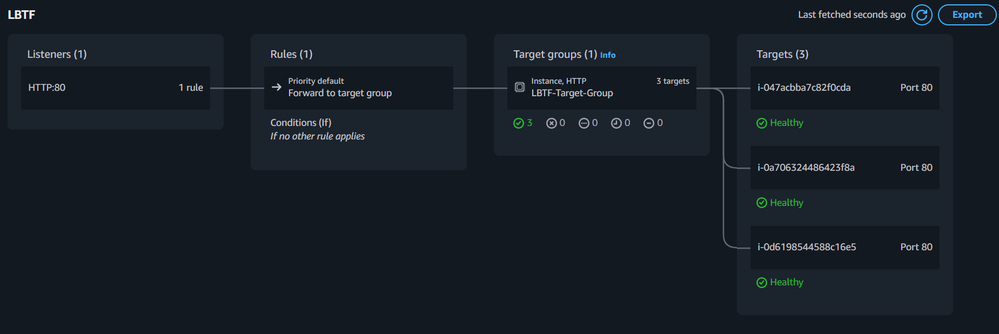 LBTF
Last fetched seconds ago
Export
Listeners (1)
HTTP:80 1 rule
Rules (1)
Priority default
Forward to target group
Conditions (If)
If no other rule applies
Target groups (1) Info
Instance, HTTP 3 targets
LBTF-Target-Group
3 0 0 0 0
Targets (3)
i-047acbba7c82f0cda Port 80
Healthy
i-0a706324486423f8a Port 80
Healthy
i-0d6198544588c16e5 Port 80
Healthy